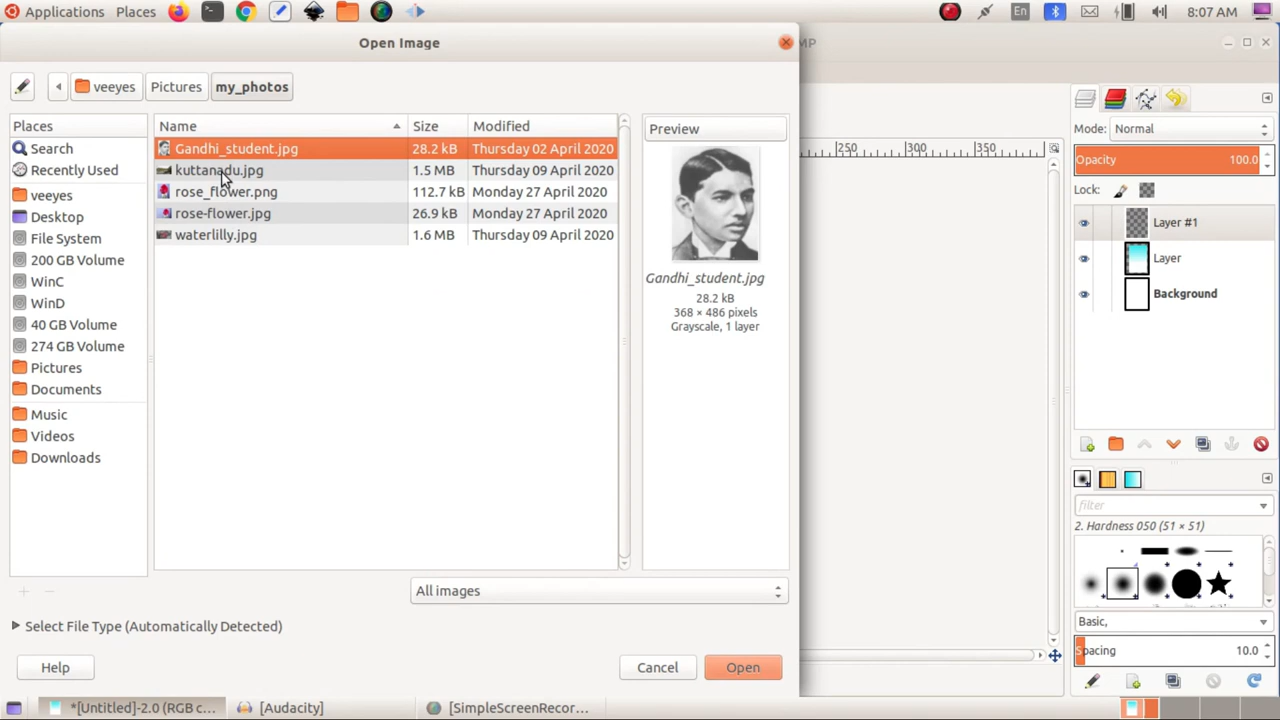 Applications Places En 8:07 AM
Open Image
MP
veeyes Pictures my_photos
Places
Search
Recently Used
veeyes
Desktop
File System
200 GB Volume
WinC
WinD
40 GB Volume
274 GB Volume
Pictures
Documents
Music
Videos
Downloads
Name Size Modified
Gandhi_student.jpg 28.2 kB Thursday 02 April 2020
kuttanadu.jpg 1.5 MB Thursday 09 April 2020
rose_flower.png 112.7 kB Monday 27 April 2020
rose-flower.jpg 26.9 kB Monday 27 April 2020
waterlilly.jpg 1.6 MB Thursday 09 April 2020
Preview
Gandhi_student.jpg
28.2 kB
368 × 486 pixels
Grayscale, 1 layer
All images
Select File Type (Automatically Detected)
Help Cancel Open
250 300 350
Mode: Normal
Opacity 100.0
Lock:
Layer #1
Layer
Background
filter
2. Hardness 050 (51 × 51)
Basic,
Spacing 10.0
*[Untitled]-2.0 (RGB c... [Audacity] [SimpleScreenRecor...